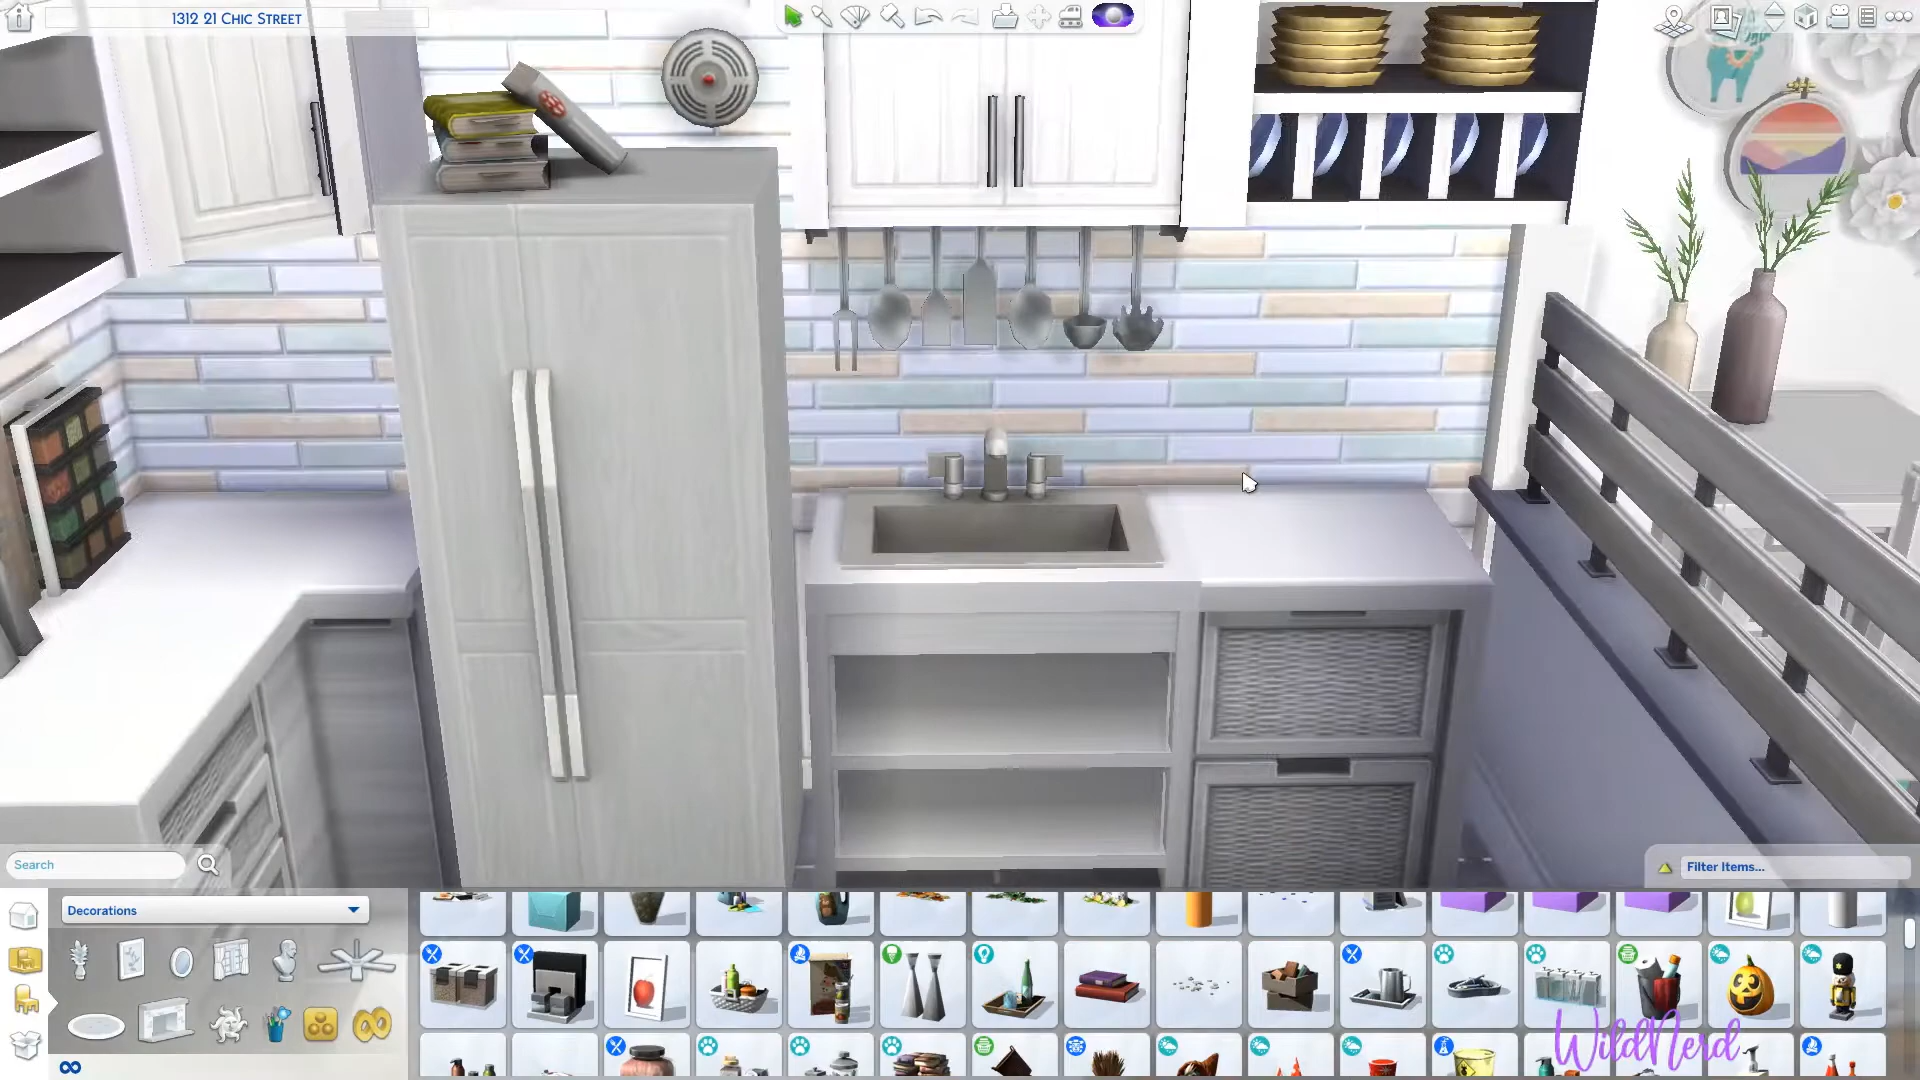 1312 21 Chic Street
Search
Filter Items...
Decorations
WildNerd